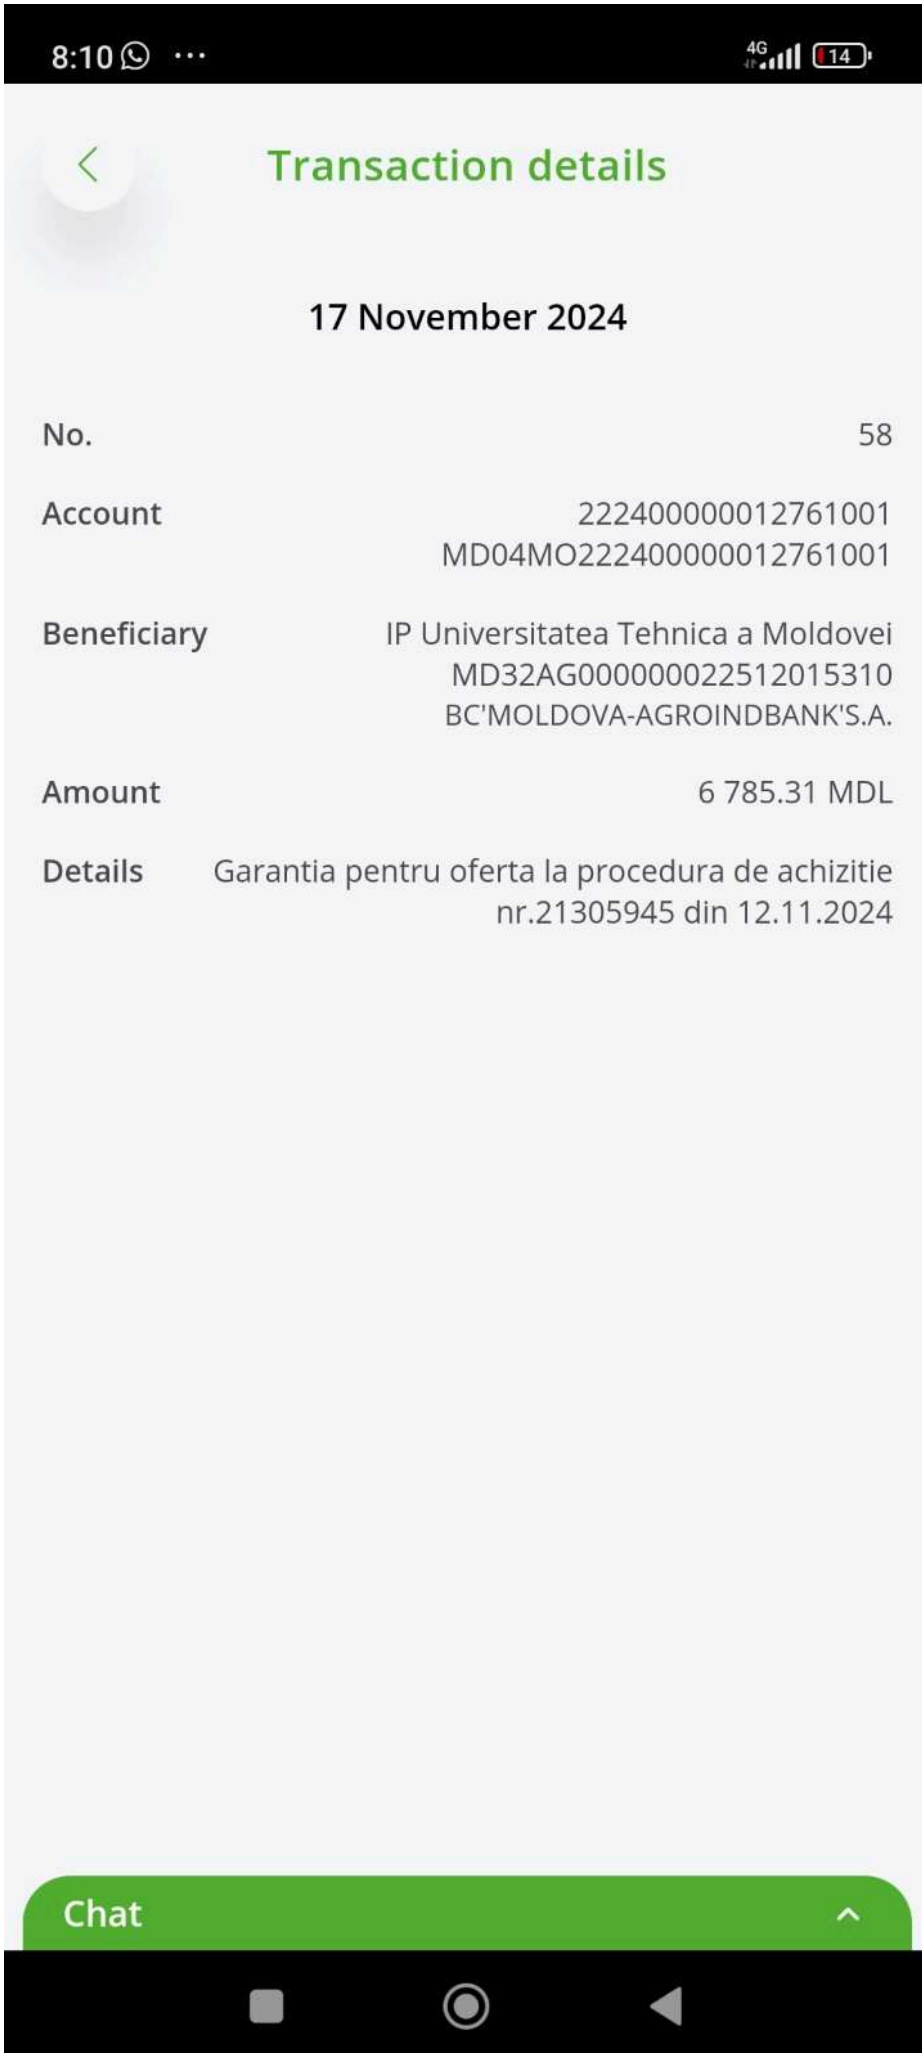 8:10 ...
4G 14
Transaction details
17 November 2024
No. 58
Account 222400000012761001
MD04MO222400000012761001
Beneficiary IP Universitatea Tehnica a Moldovei
MD32AG000000022512015310
BC'MOLDOVA-AGROINDBANK'S.A.
Amount 6 785.31 MDL
Details Garantia pentru oferta la procedura de achizitie
nr.21305945 din 12.11.2024
Chat